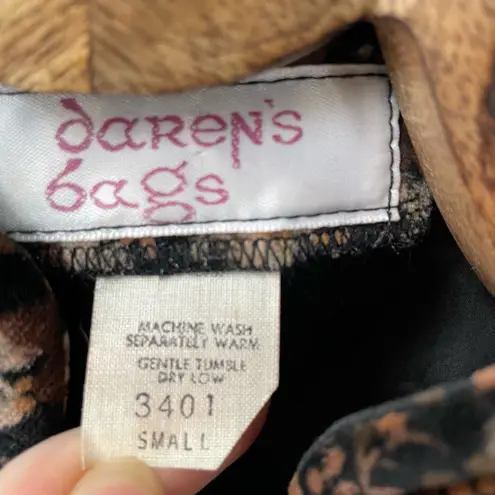 daren's
bags
MACHINE WASH
SEPARATELY WARM
GENTLE TUMBLE
DRY LOW
3401
SMALL